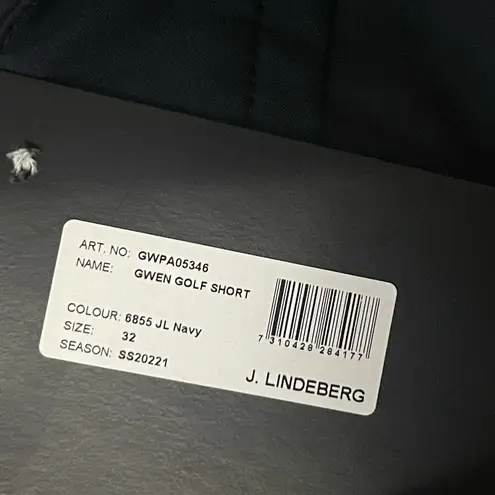 ART. NO: GWPA05346
NAME: GWEN GOLF SHORT
COLOUR: 6855 JL Navy
SIZE: 32
SEASON: SS20221
7 310428 284177
J. LINDEBERG